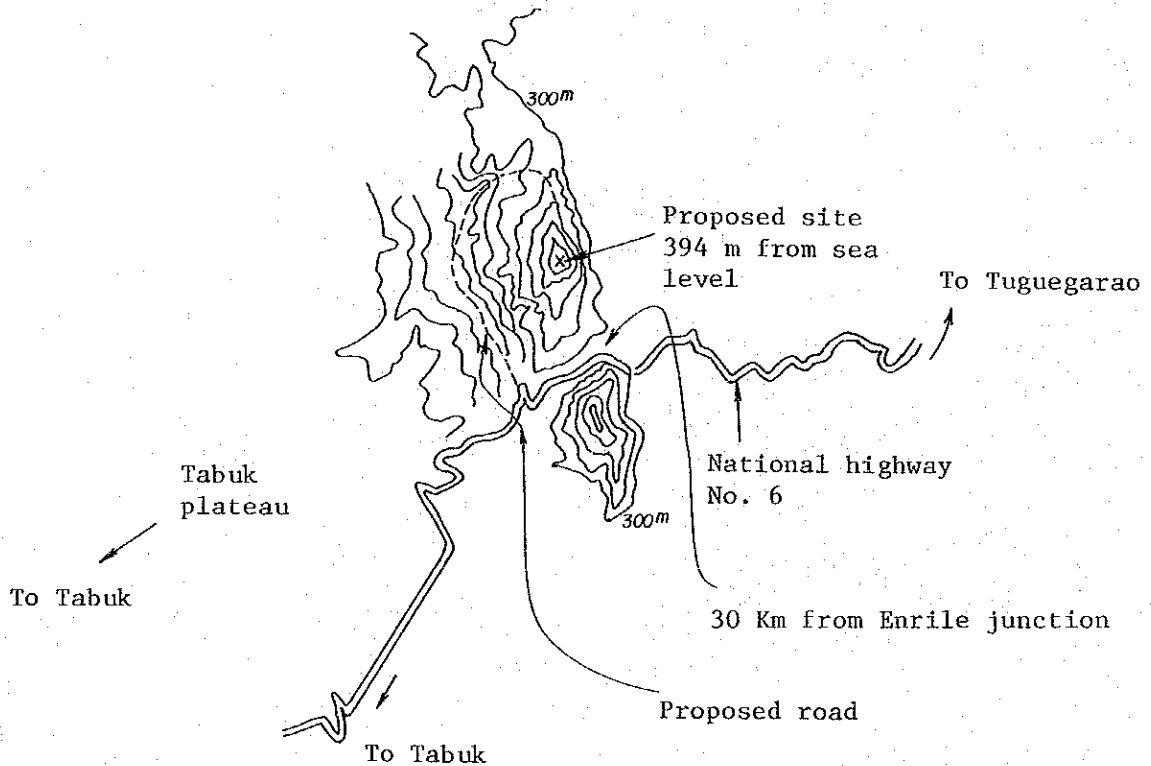 300m
Proposed site
394 m from sea
level
To Tuguegarao
National highway
No. 6
Tabuk
plateau
300m
To Tabuk
30 Km from Enrile junction
Proposed road
To Tabuk